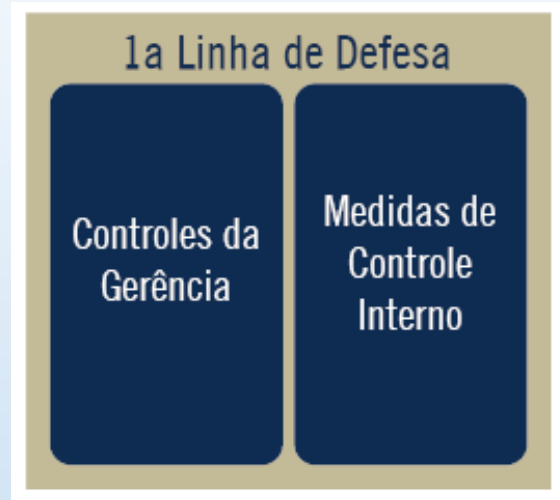 1a Linha de Defesa
Controles da
Gerência
Medidas de
Controle
Interno